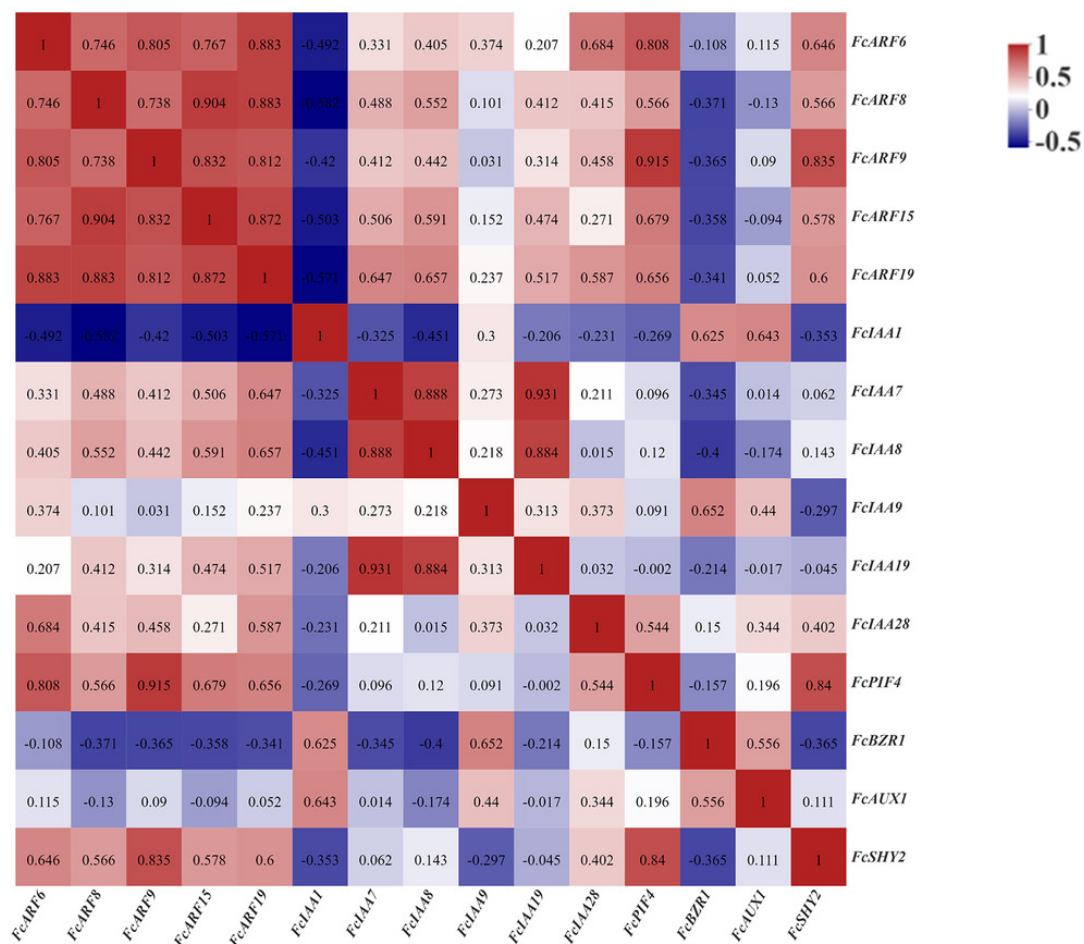 1 0.746 0.805 0.767 0.883 -0.492 0.331 0.405 0.374 0.207 0.684 0.808 -0.108 0.115 0.646 FcARF6
0.746 1 0.738 0.904 0.883 -0.582 0.488 0.552 0.101 0.412 0.415 0.566 -0.371 -0.13 0.566 FcARF8
0.805 0.738 1 0.832 0.812 -0.42 0.412 0.442 0.031 0.314 0.458 0.915 -0.365 0.09 0.835 FcARF9
0.767 0.904 0.832 1 0.872 -0.503 0.506 0.591 0.152 0.474 0.271 0.679 -0.358 -0.094 0.578 FcARF15
0.883 0.883 0.812 0.872 1 -0.571 0.647 0.657 0.237 0.517 0.587 0.656 -0.341 0.052 0.6 FcARF19
-0.492 -0.582 -0.42 -0.503 -0.571 1 -0.325 -0.451 0.3 -0.206 -0.231 -0.269 0.625 0.643 -0.353 FcIAA1
0.331 0.488 0.412 0.506 0.647 -0.325 1 0.888 0.273 0.931 0.211 0.096 -0.345 0.014 0.062 FcIAA7
0.405 0.552 0.442 0.591 0.657 -0.451 0.888 1 0.218 0.884 0.015 0.12 -0.4 -0.174 0.143 FcIAA8
0.374 0.101 0.031 0.152 0.237 0.3 0.273 0.218 1 0.313 0.373 0.091 0.652 0.44 -0.297 FcIAA9
0.207 0.412 0.314 0.474 0.517 -0.206 0.931 0.884 0.313 1 0.032 -0.002 -0.214 -0.017 -0.045 FcIAA19
0.684 0.415 0.458 0.271 0.587 -0.231 0.211 0.015 0.373 0.032 1 0.544 0.15 0.344 0.402 FcIAA28
0.808 0.566 0.915 0.679 0.656 -0.269 0.096 0.12 0.091 -0.002 0.544 1 -0.157 0.196 0.84 FcPIF4
-0.108 -0.371 -0.365 -0.358 -0.341 0.625 -0.345 -0.4 0.652 -0.214 0.15 -0.157 1 0.556 -0.365 FcBZR1
0.115 -0.13 0.09 -0.094 0.052 0.643 0.014 -0.174 0.44 -0.017 0.344 0.196 0.556 1 0.111 FcAUX1
0.646 0.566 0.835 0.578 0.6 -0.353 0.062 0.143 -0.297 -0.045 0.402 0.84 -0.365 0.111 1 FcSHY2
FcARF6 FcARF8 FcARF9 FcARF15 FcARF19 FcIAA1 FcIAA7 FcIAA8 FcIAA9 FcIAA19 FcIAA28 FcPIF4 FcBZR1 FcAUX1 FcSHY2
1
0.5
0
-0.5